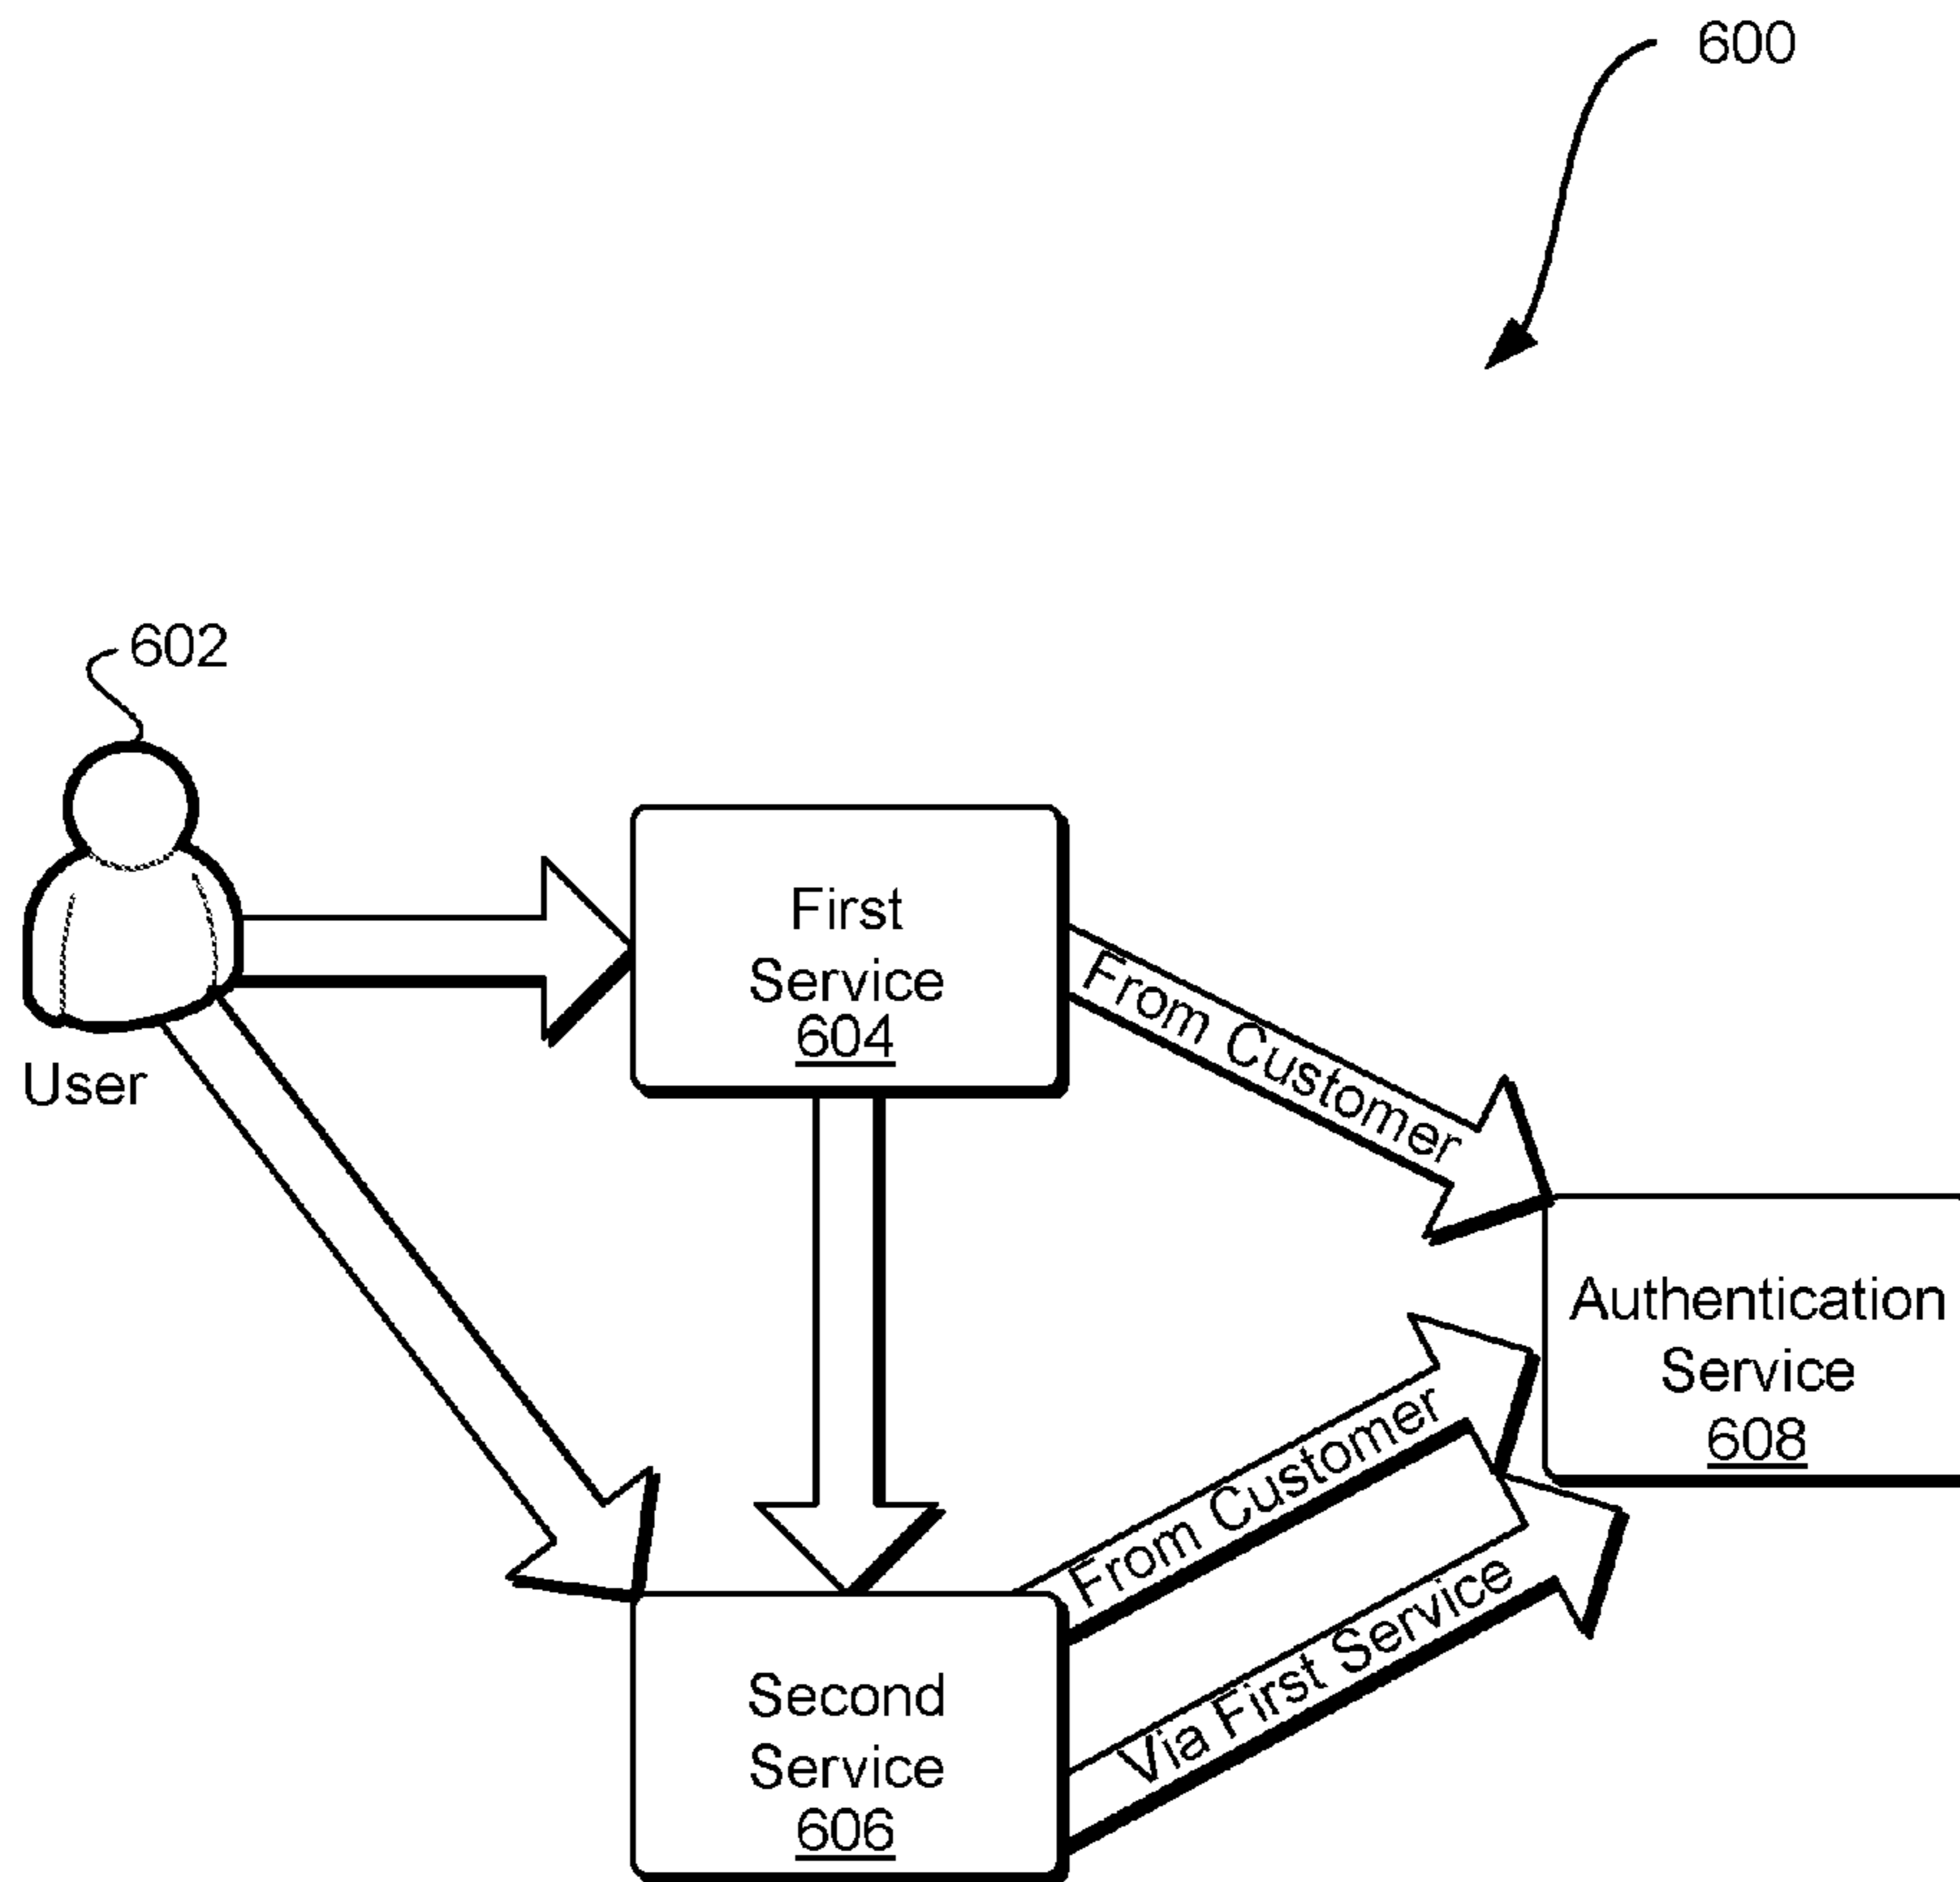 600
602
User
First
Service
604
From Customer
Authentication
Service
608
From Customer
Via First Service
Second
Service
606